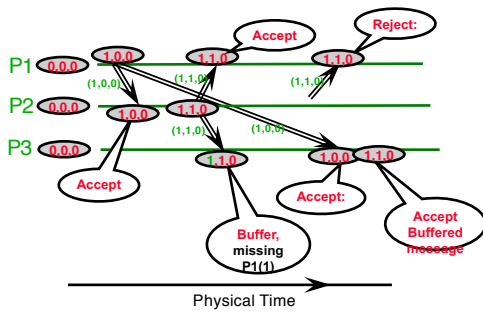 Reject:
Accept
P1 0,0,0 1,0,0 1,1,0 1,1,0
(1,0,0) (1,1,0)
P2 0,0,0 1,0,0 1,1,0
(1,1,0) (1,0,0)
P3 0,0,0 1,1,0 1,0,0 1,1,0
Accept
Accept:
Buffer,
missing
P1(1)
Accept
Buffered
message
Physical Time